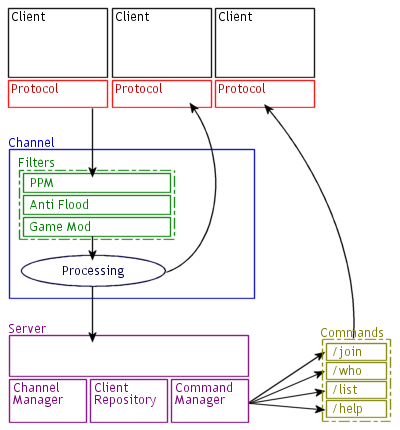 Client
Client
Client
Protocol
Protocol
Protocol
Channel
Filters
PPM
Anti Flood
Game Mod
Processing
Server
Channel
Manager
Client
Repository
Command
Manager
Commands
/join
/who
/list
/help